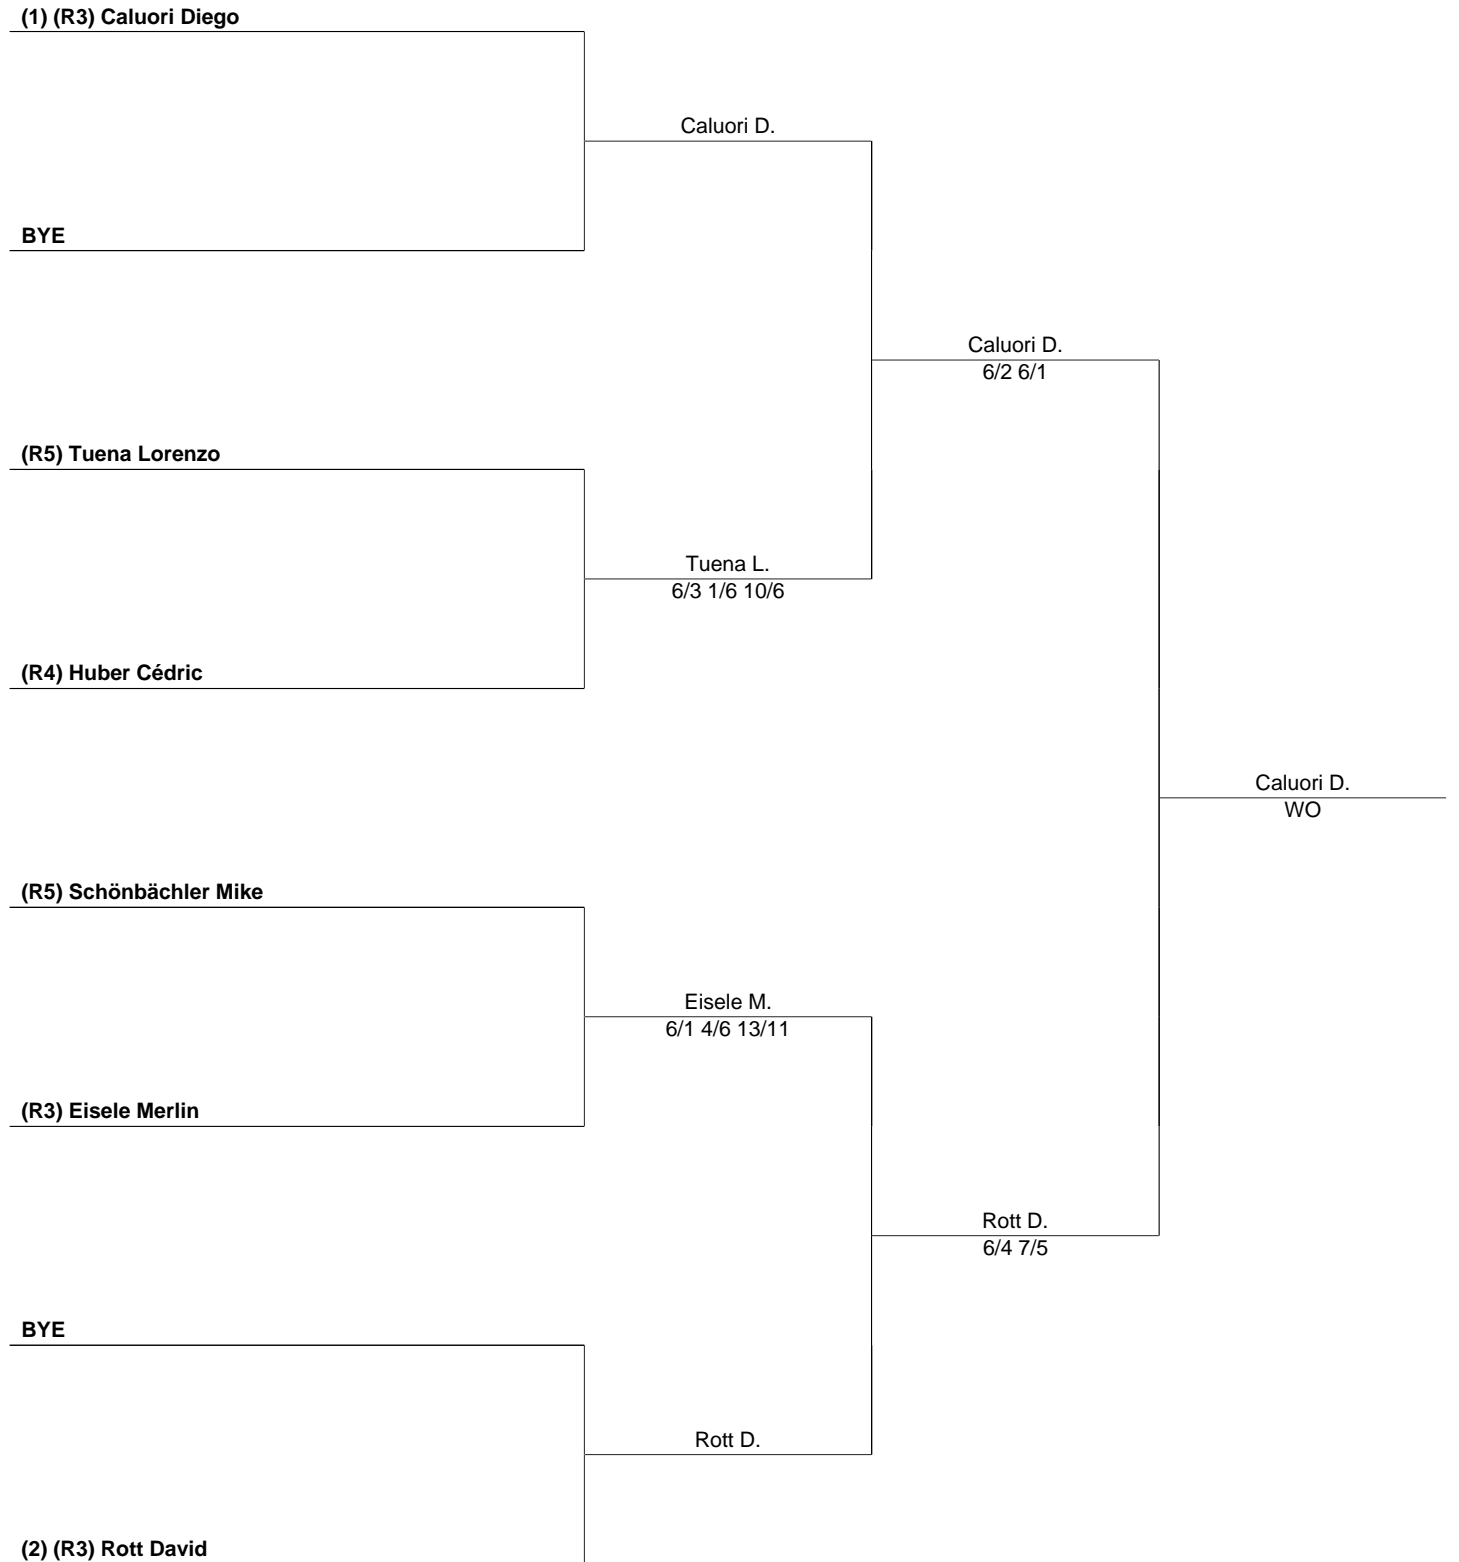 (1) (R3) Caluori Diego
Caluori D.
BYE
Caluori D.
6/2 6/1
(R5) Tuena Lorenzo
Tuena L.
6/3 1/6 10/6
(R4) Huber Cédric
Caluori D.
WO
(R5) Schönbächler Mike
Eisele M.
6/1 4/6 13/11
(R3) Eisele Merlin
Rott D.
6/4 7/5
BYE
Rott D.
(2) (R3) Rott David